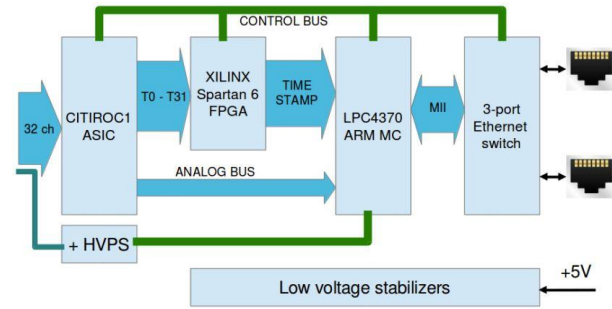 CONTROL BUS
32 ch
CITIROC1
ASIC
T0 - T31
XILINX
Spartan 6
FPGA
TIME
STAMP
LPC4370
ARM MC
MII
3-port
Ethernet
switch
ANALOG BUS
+ HVPS
Low voltage stabilizers
+5V